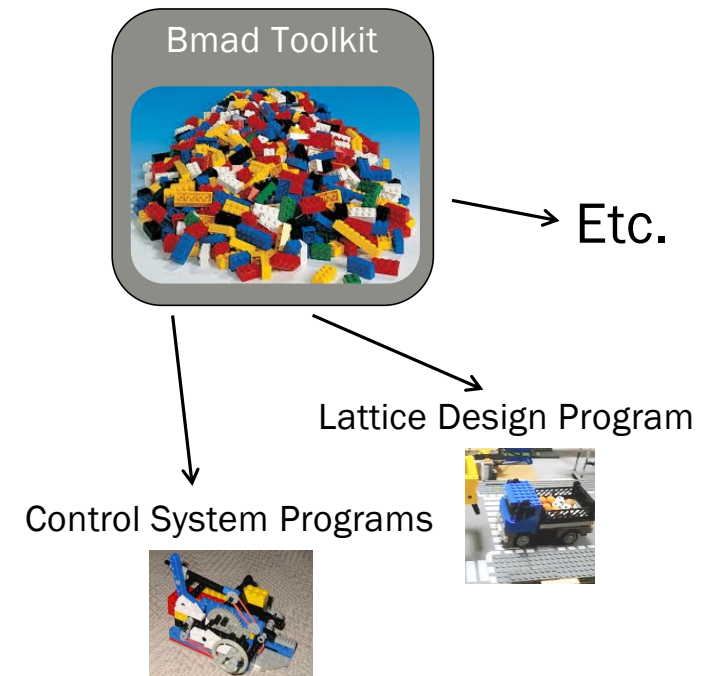 Bmad Toolkit
Etc.
Lattice Design Program
Control System Programs